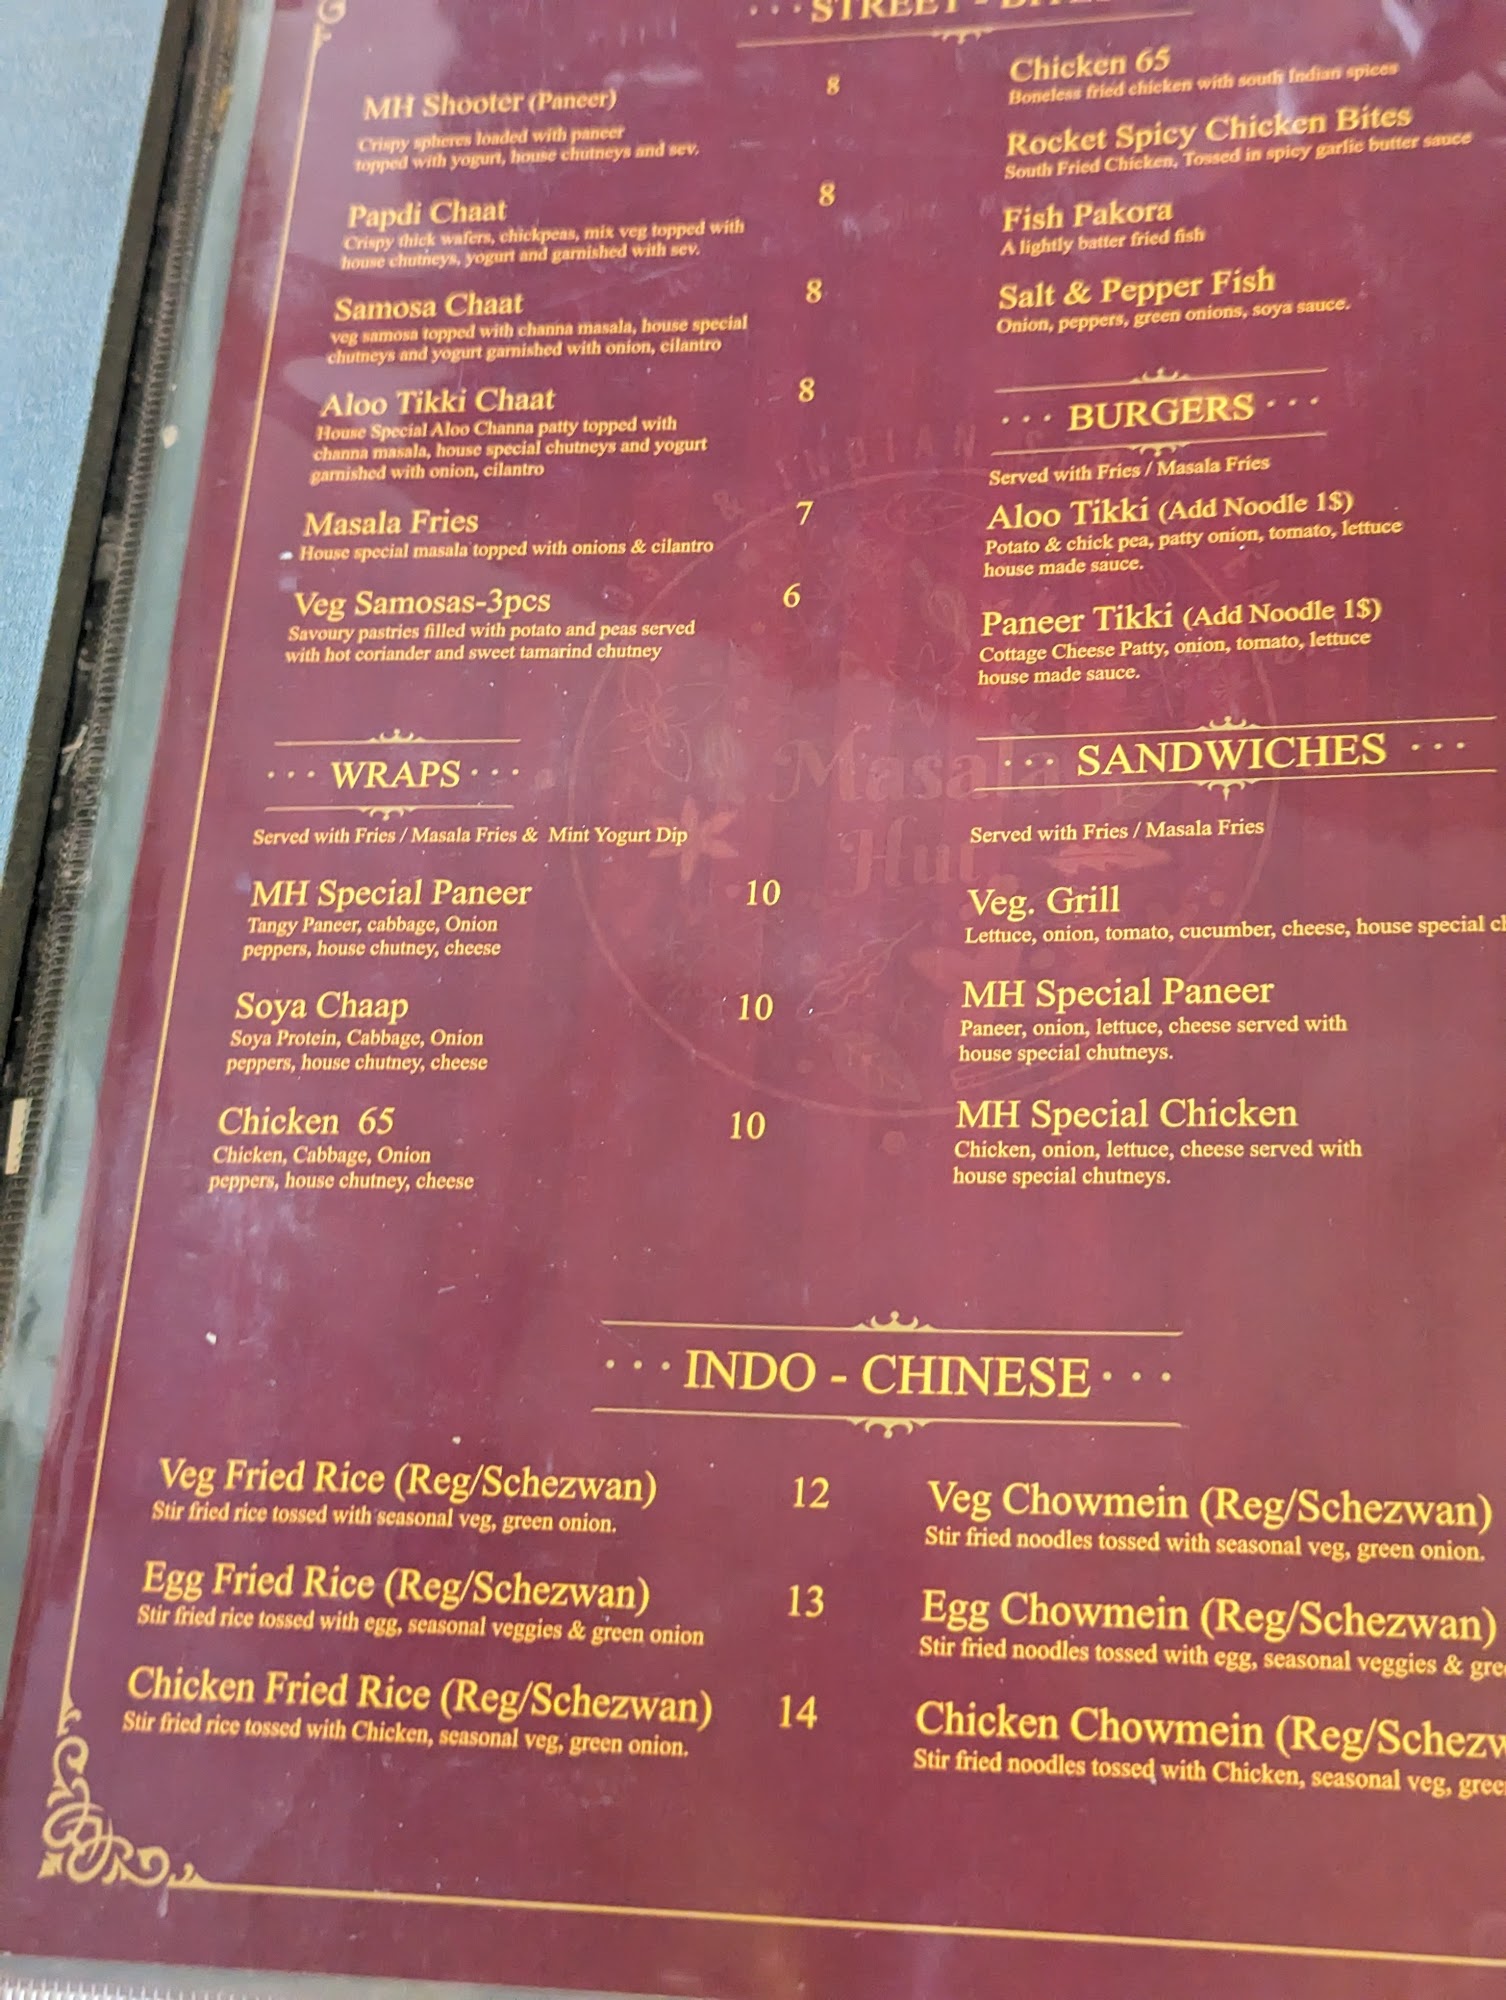 STREET -
MH Shooter (Paneer) 8
Crispy spheres loaded with paneer
topped with yogurt, house chutneys and sev.
Papdi Chaat 8
Crispy thick wafers, chickpeas, mix veg topped with
house chutneys, yogurt and garnished with sev.
Samosa Chaat 8
veg samosa topped with channa masala, house special
chutneys and yogurt garnished with onion, cilantro
Aloo Tikki Chaat 8
House Special Aloo Channa patty topped with
channa masala, house special chutneys and yogurt
garnished with onion, cilantro
Masala Fries 7
House special masala topped with onions & cilantro
Veg Samosas-3pcs 6
Savoury pastries filled with potato and peas served
with hot coriander and sweet tamarind chutney
··· WRAPS ···
Served with Fries / Masala Fries & Mint Yogurt Dip
MH Special Paneer 10
Tangy Paneer, cabbage, Onion
peppers, house chutney, cheese
Soya Chaap 10
Soya Protein, Cabbage, Onion
peppers, house chutney, cheese
Chicken 65 10
Chicken, Cabbage, Onion
peppers, house chutney, cheese
Chicken 65
Boneless fried chicken with south Indian spices
Rocket Spicy Chicken Bites
South Fried Chicken, Tossed in spicy garlic butter sauce
Fish Pakora
A lightly batter fried fish
Salt & Pepper Fish
Onion, peppers, green onions, soya sauce.
··· BURGERS ···
Served with Fries / Masala Fries
Aloo Tikki (Add Noodle 1$)
Potato & chick pea, patty onion, tomato, lettuce
house made sauce.
Paneer Tikki (Add Noodle 1$)
Cottage Cheese Patty, onion, tomato, lettuce
house made sauce.
··· SANDWICHES ···
Served with Fries / Masala Fries
Veg. Grill
Lettuce, onion, tomato, cucumber, cheese, house special
MH Special Paneer
Paneer, onion, lettuce, cheese served with
house special chutneys.
MH Special Chicken
Chicken, onion, lettuce, cheese served with
house special chutneys.
INDIAN
Masala
Hut
··· INDO - CHINESE ···
Veg Fried Rice (Reg/Schezwan) 12
Stir fried rice tossed with seasonal veg, green onion.
Egg Fried Rice (Reg/Schezwan) 13
Stir fried rice tossed with egg, seasonal veggies & green onion
Chicken Fried Rice (Reg/Schezwan) 14
Stir fried rice tossed with Chicken, seasonal veg, green onion.
Veg Chowmein (Reg/Schezwan)
Stir fried noodles tossed with seasonal veg, green onion.
Egg Chowmein (Reg/Schezwan)
Stir fried noodles tossed with egg, seasonal veggies &
Chicken Chowmein (Reg/Schezw
Stir fried noodles tossed with Chicken, seasonal veg,